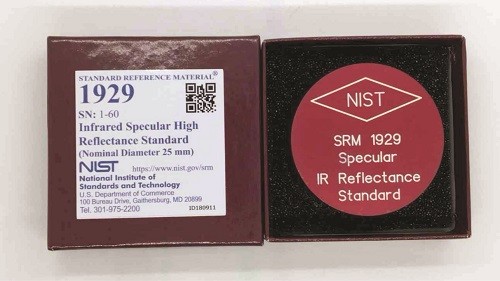 STANDARD REFERENCE MATERIAL®
1929
SN: 1-60
Infrared Specular High
Reflectance Standard
(Nominal Diameter 25 mm)
NIST https://www.nist.gov/srm
National Institute of
Standards and Technology
U.S. Department of Commerce
100 Bureau Drive, Gaithersburg, MD 20899
Tel. 301-975-2200 ID180911
NIST
SRM 1929
Specular
IR Reflectance
Standard